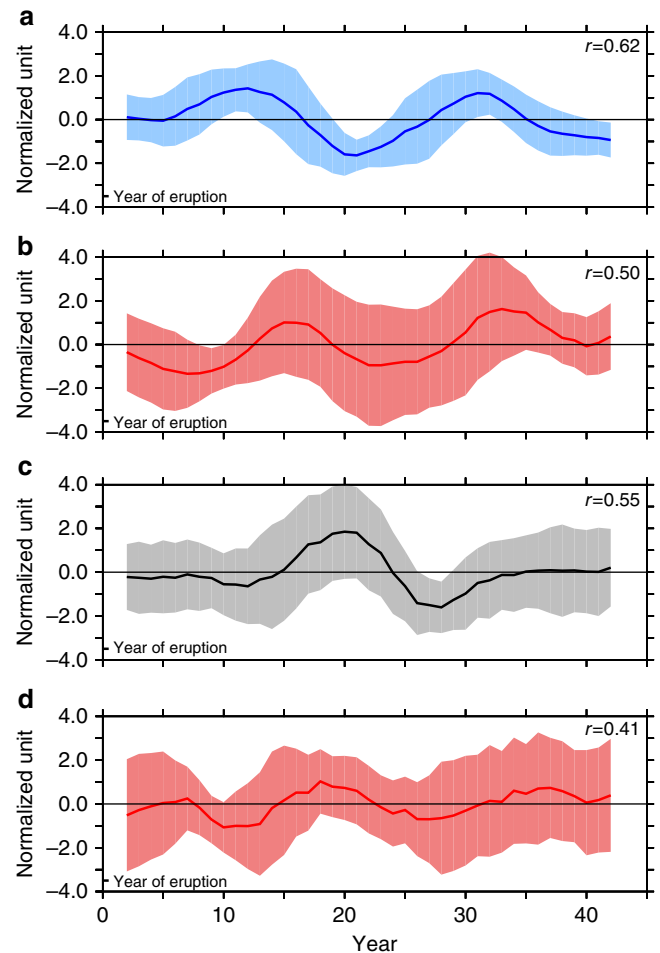 a
4.0
2.0
0.0
−2.0
−4.0
Normalized unit
r=0.62
Year of eruption
b
4.0
2.0
0.0
−2.0
−4.0
Normalized unit
r=0.50
Year of eruption
c
4.0
2.0
0.0
−2.0
−4.0
Normalized unit
r=0.55
Year of eruption
d
4.0
2.0
0.0
−2.0
−4.0
Normalized unit
r=0.41
Year of eruption
0 10 20 30 40
Year